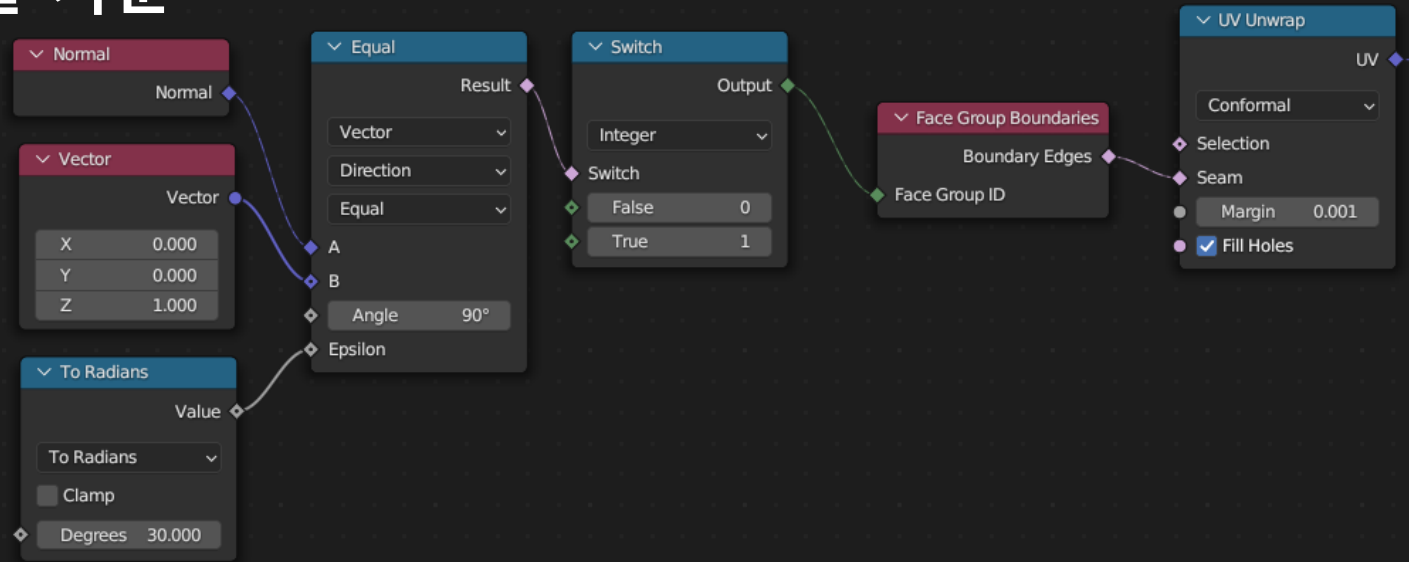 Normal
Normal
Vector
Vector
X 0.000
Y 0.000
Z 1.000
To Radians
Value
To Radians
Clamp
Degrees 30.000
Equal
Result
Vector
Direction
Equal
A
B
Angle 90°
Epsilon
Switch
Output
Integer
Switch
False 0
True 1
Face Group Boundaries
Boundary Edges
Face Group ID
UV Unwrap
UV
Conformal
Selection
Seam
Margin 0.001
Fill Holes